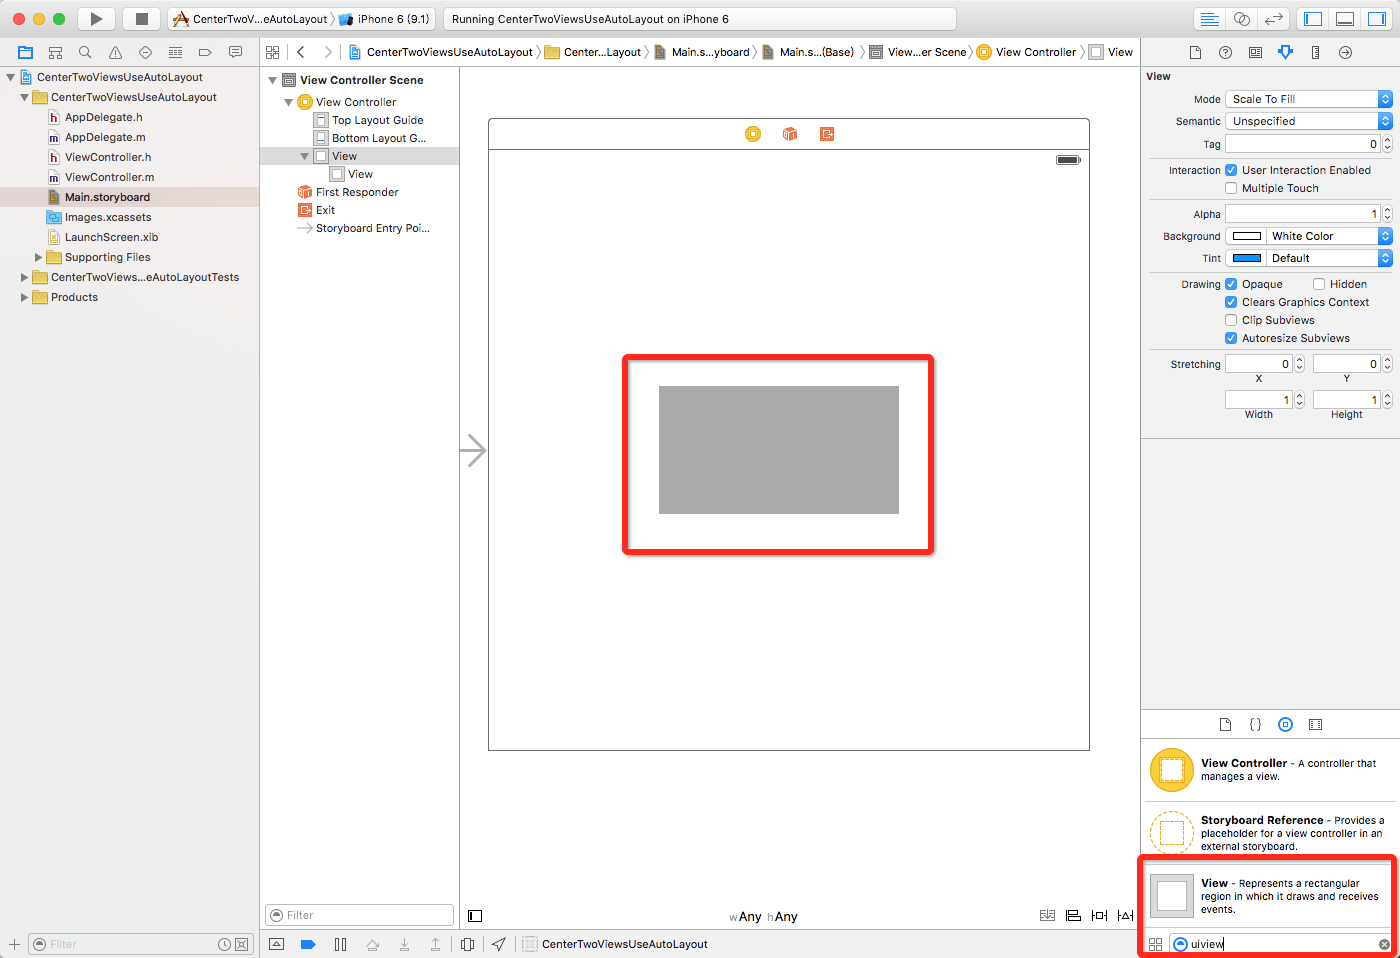 CenterTwoV...eAutoLayout
iPhone 6 (9.1)
Running CenterTwoViewsUseAutoLayout on iPhone 6
CenterTwoViewsUseAutoLayout
Center...Layout
Main.s...yboard
Main.s...(Base)
View...er Scene
View Controller
View
CenterTwoViewsUseAutoLayout
CenterTwoViewsUseAutoLayout
AppDelegate.h
AppDelegate.m
ViewController.h
ViewController.m
Main.storyboard
Images.xcassets
LaunchScreen.xib
Supporting Files
CenterTwoViews...eAutoLayoutTests
Products
Filter
View Controller Scene
View Controller
Top Layout Guide
Bottom Layout G...
View
View
First Responder
Exit
Storyboard Entry Poi...
Filter
wAny hAny
CenterTwoViewsUseAutoLayout
View
Mode Scale To Fill
Semantic Unspecified
Tag 0
Interaction User Interaction Enabled
Multiple Touch
Alpha 1
Background White Color
Tint Default
Drawing Opaque Hidden
Clears Graphics Context
Clip Subviews
Autoresize Subviews
Stretching 0 0
X Y
1 1
Width Height
View Controller - A controller that
manages a view.
Storyboard Reference - Provides a
placeholder for a view controller in an
external storyboard.
View - Represents a rectangular
region in which it draws and receives
events.
uiview